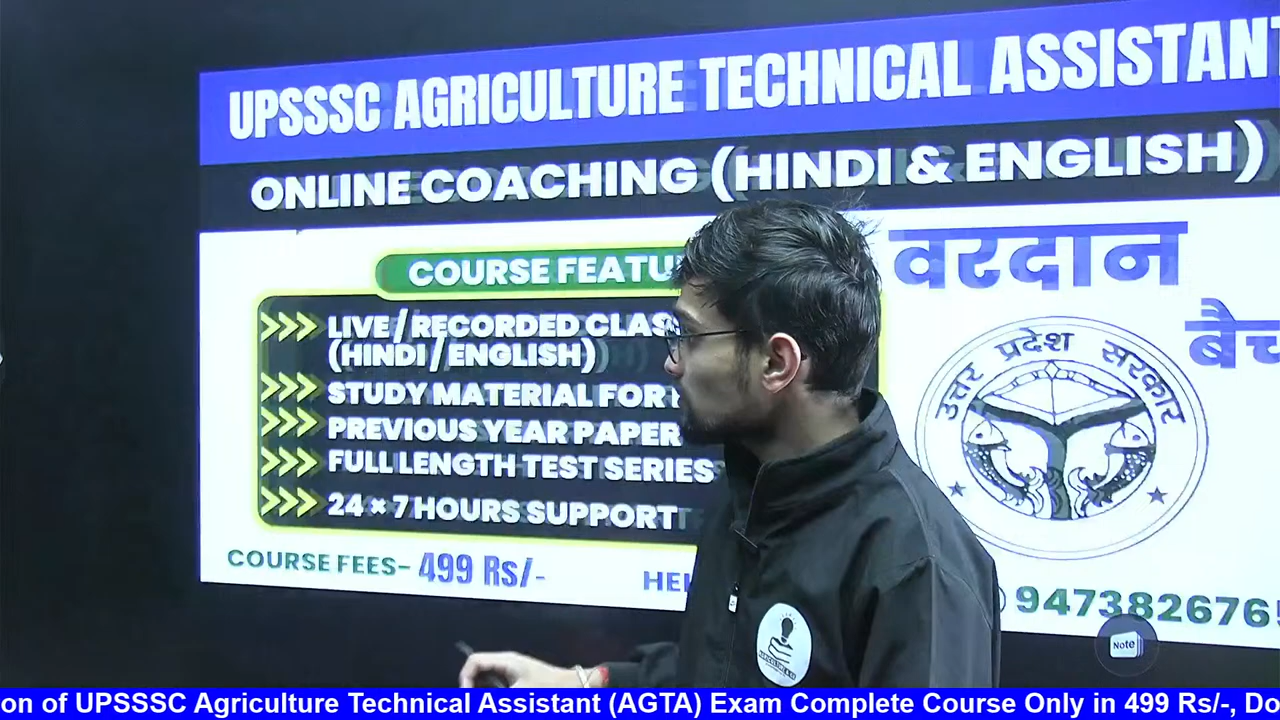 UPSSSC AGRICULTURE TECHNICAL ASSISTANT
ONLINE COACHING (HINDI & ENGLISH)
वरदान
बैच
COURSE FEATU
>>> LIVE / RECORDED CLAS
(HINDI / ENGLISH)
>>> STUDY MATERIAL FOR
>>> PREVIOUS YEAR PAPER
>>> FULL LENGTH TEST SERIES
>>> 24 × 7 HOURS SUPPORT
उत्तर प्रदेश सरकार
COURSE FEES- 499 Rs/-
HEL
9473826765
Note
on of UPSSSC Agriculture Technical Assistant (AGTA) Exam Complete Course Only in 499 Rs/-, Do